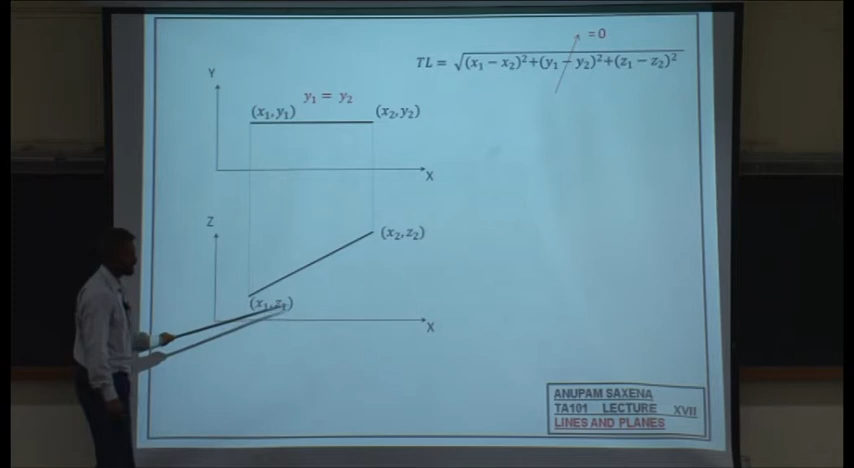 = 0
TL = √(x₁ − x₂)²+(y₁ − y₂)²+(z₁ − z₂)²
Y
y₁ = y₂
(x₁, y₁) (x₂, y₂)
X
Z
(x₂, z₂)
(x₁, z₁)
X
ANUPAM SAXENA
TA101 LECTURE XVII
LINES AND PLANES